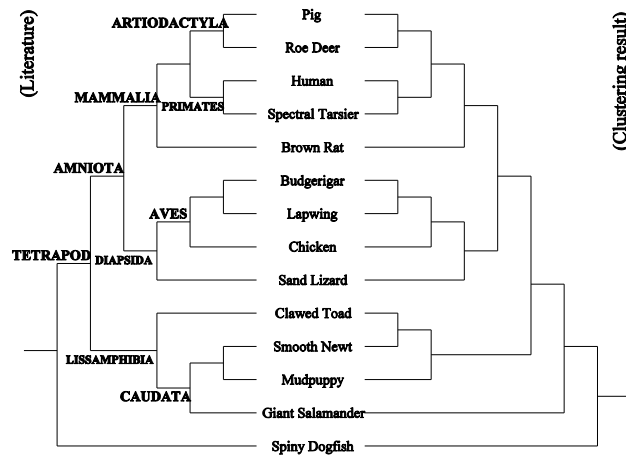 (Literature)
(Clustering result)
ARTIODACTYLA
Pig
Roe Deer
Human
MAMMALIA
PRIMATES
Spectral Tarsier
Brown Rat
AMNIOTA
Budgerigar
AVES
Lapwing
Chicken
TETRAPOD
DIAPSIDA
Sand Lizard
Clawed Toad
Smooth Newt
LISSAMPHIBIA
Mudpuppy
CAUDATA
Giant Salamander
Spiny Dogfish